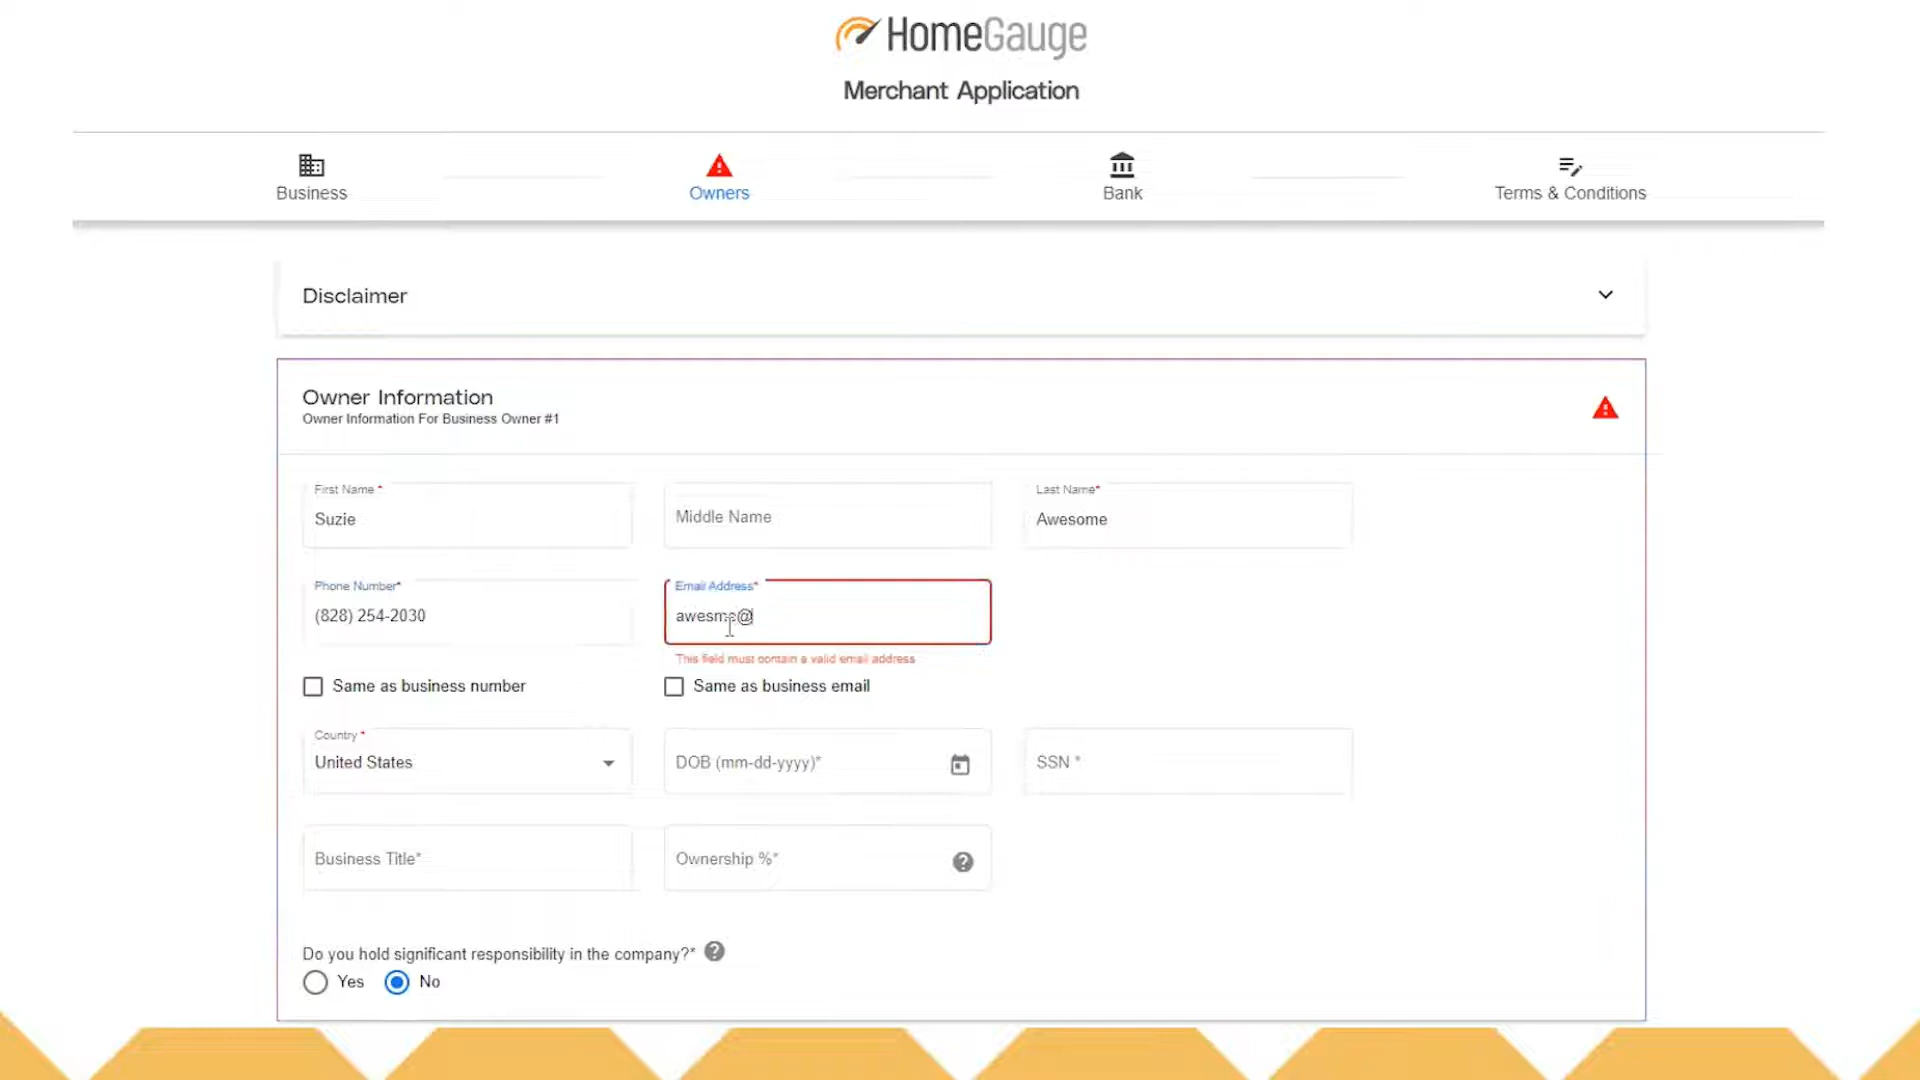 HomeGauge
Merchant Application
Business
Owners
Bank
Terms & Conditions
Disclaimer
Owner Information
Owner Information For Business Owner #1
First Name *
Suzie
Middle Name
Last Name*
Awesome
Phone Number*
(828) 254-2030
Email Address*
awesme@
This field must contain a valid email address
Same as business number
Same as business email
Country *
United States
DOB (mm-dd-yyyy)*
SSN *
Business Title*
Ownership %*
Do you hold significant responsibility in the company?*
Yes
No